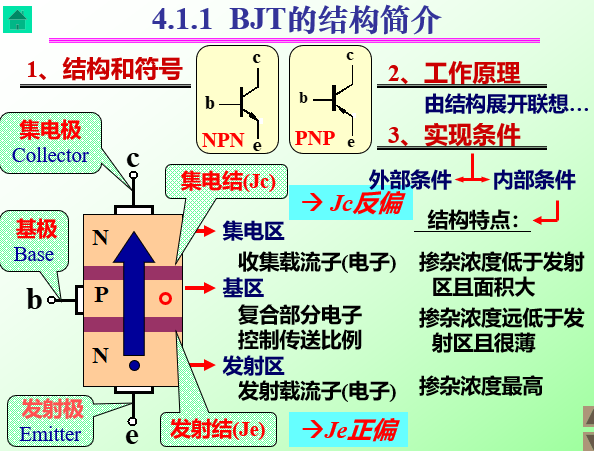 4.1.1 BJT的结构简介
1、结构和符号
c
b
NPN
e
c
b
PNP
e
2、工作原理
由结构展开联想…
3、实现条件
外部条件
内部条件
集电极
Collector
c
集电结(Jc)
→ Jc反偏
结构特点：
基极
Base
b
N
P
N
集电区
收集载流子(电子)
掺杂浓度低于发射
区且面积大
基区
复合部分电子
控制传送比例
掺杂浓度远低于发
射区且很薄
发射区
发射载流子(电子)
掺杂浓度最高
发射极
Emitter
e
发射结(Je)
→Je正偏